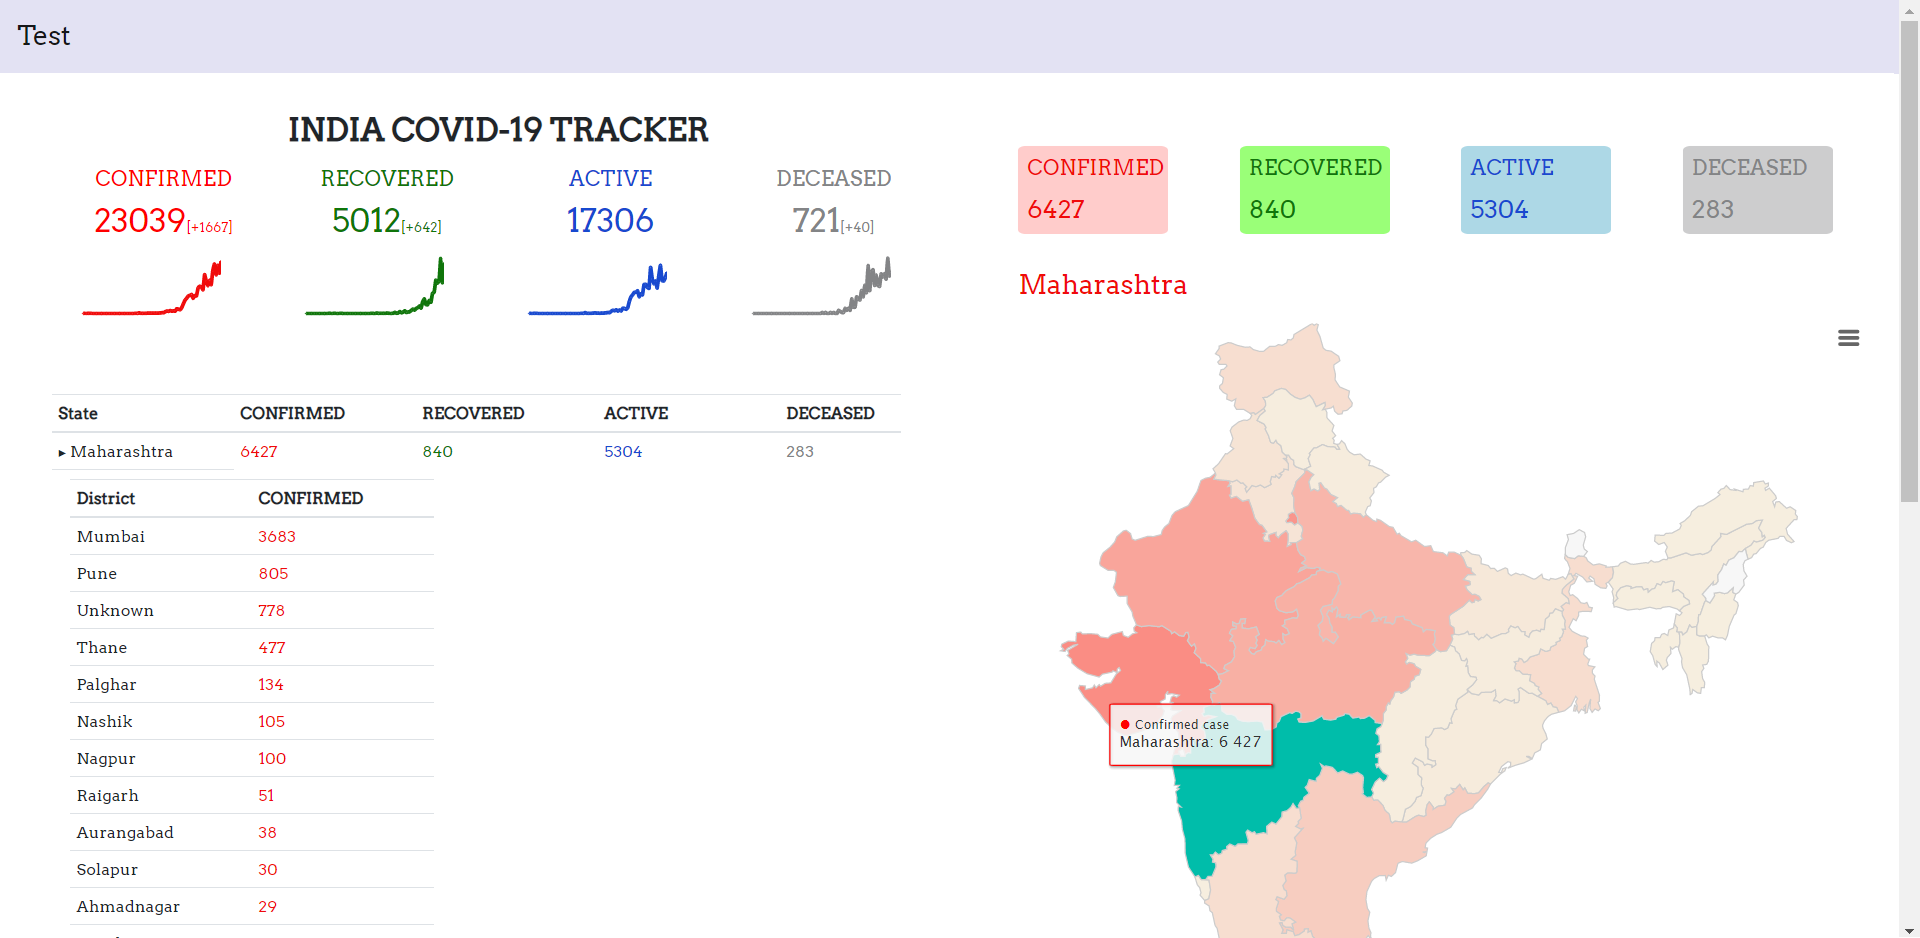 Test
INDIA COVID-19 TRACKER
CONFIRMED RECOVERED ACTIVE DECEASED
23039[+1667] 5012[+642] 17306 721[+40]
State CONFIRMED RECOVERED ACTIVE DECEASED
▸ Maharashtra 6427 840 5304 283
District CONFIRMED
Mumbai 3683
Pune 805
Unknown 778
Thane 477
Palghar 134
Nashik 105
Nagpur 100
Raigarh 51
Aurangabad 38
Solapur 30
Ahmadnagar 29
CONFIRMED RECOVERED ACTIVE DECEASED
6427 840 5304 283
Maharashtra
● Confirmed case
Maharashtra: 6 427